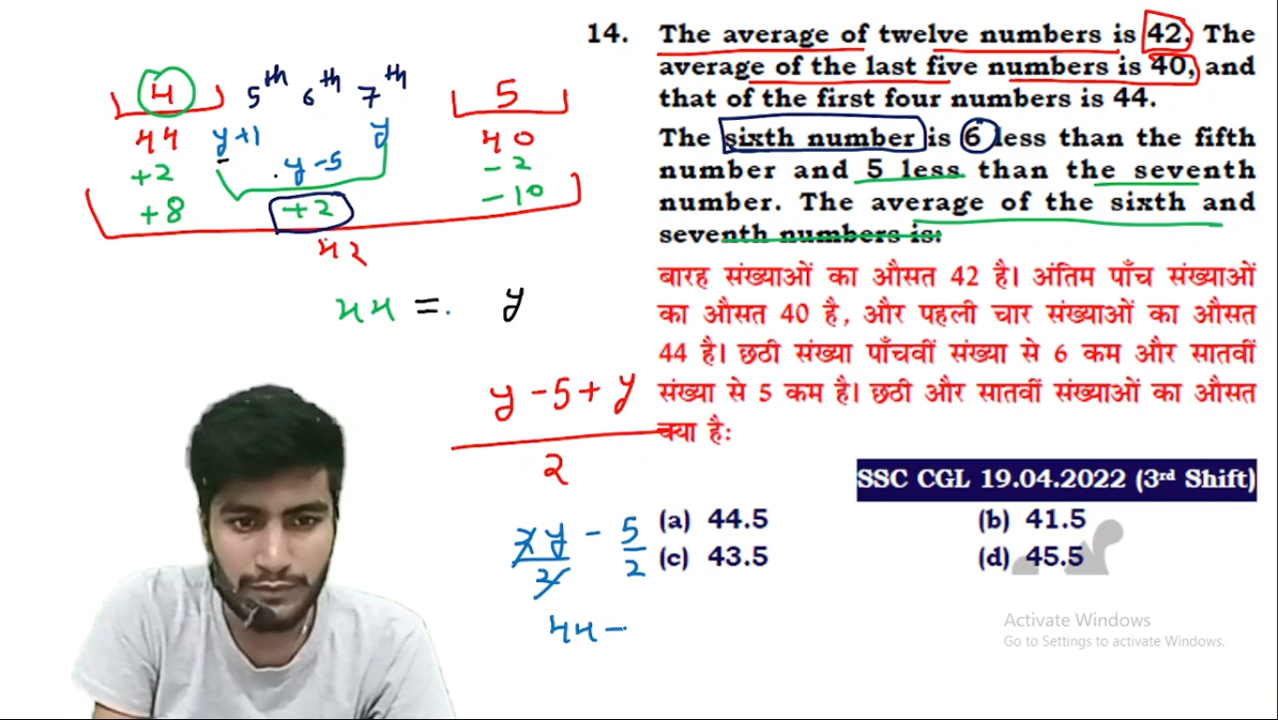 4 5th 6th 7th 5
44 y+1 y 40
+2 y-5 -2
+8 +2 -10
42
44 = y
y-5+y
2
2y - 5
2 2
44 -
14. The average of twelve numbers is 42. The
average of the last five numbers is 40, and
that of the first four numbers is 44.
The sixth number is 6 less than the fifth
number and 5 less than the seventh
number. The average of the sixth and
seventh numbers is:
बारह संख्याओं का औसत 42 है। अंतिम पाँच संख्याओं
का औसत 40 है, और पहली चार संख्याओं का औसत
44 है। छठी संख्या पाँचवीं संख्या से 6 कम और सातवीं
संख्या से 5 कम है। छठी और सातवीं संख्याओं का औसत
क्या है:
SSC CGL 19.04.2022 (3rd Shift)
(a) 44.5 (b) 41.5
(c) 43.5 (d) 45.5
Activate Windows
Go to Settings to activate Windows.